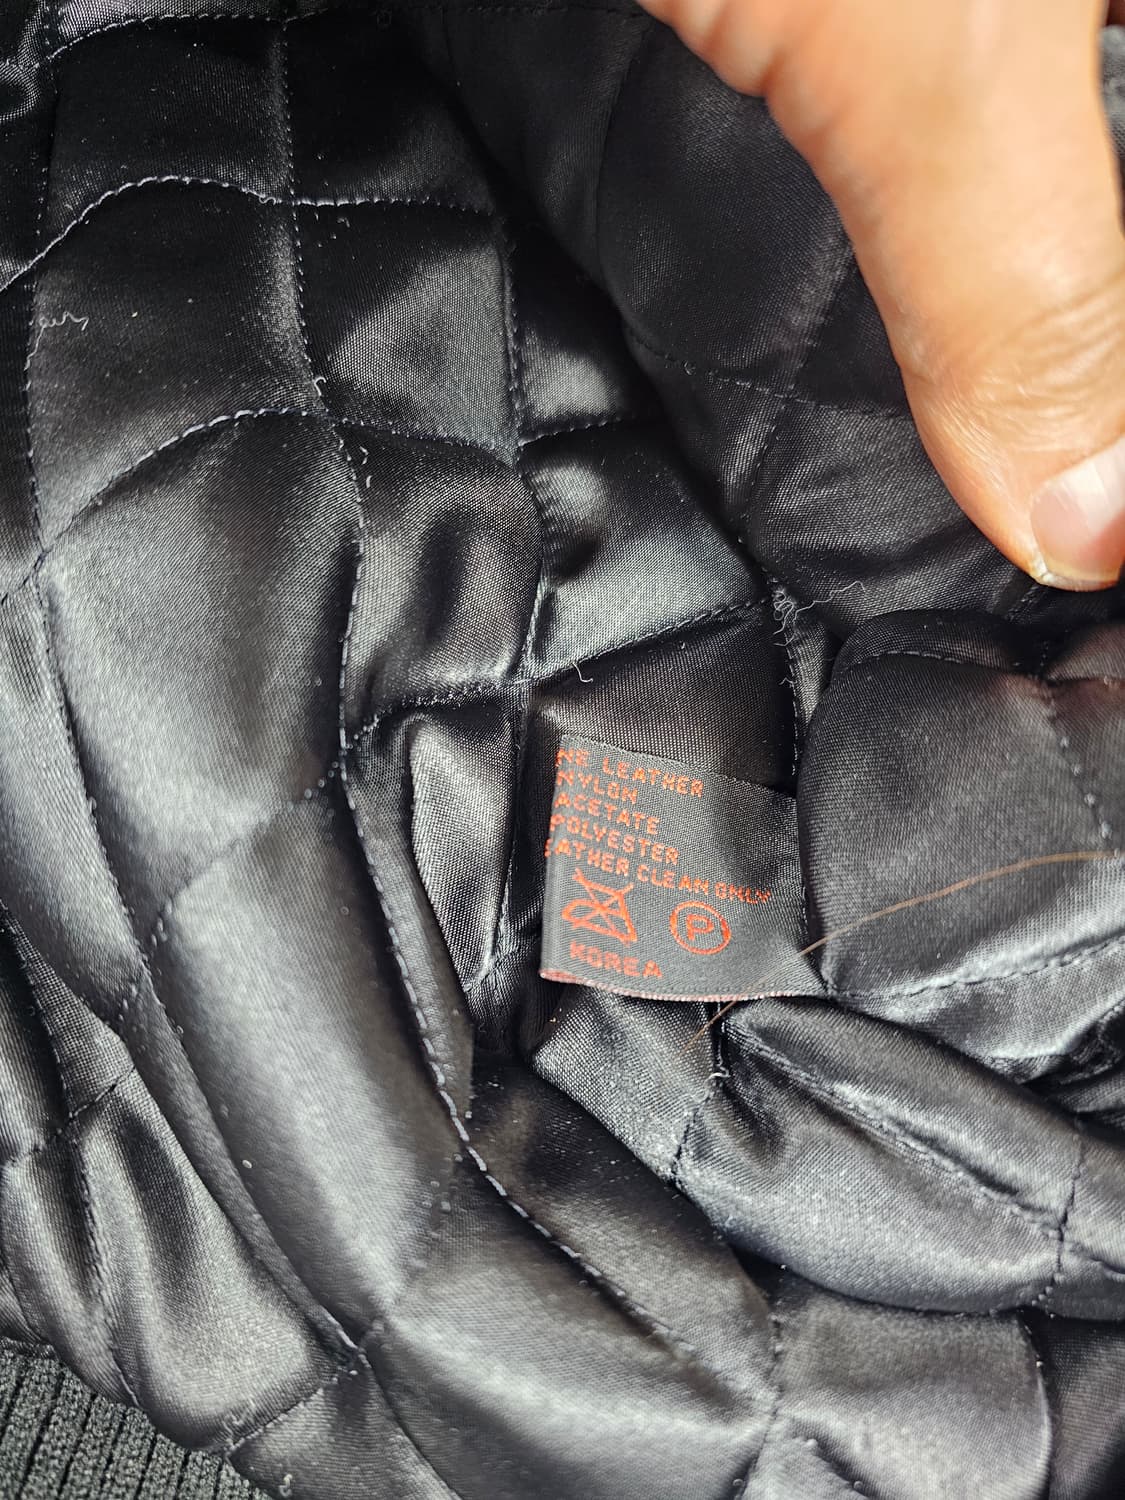 NE LEATHER
NYLON
ACETATE
POLYESTER
EATHER CLEAN ONLY
P
KOREA